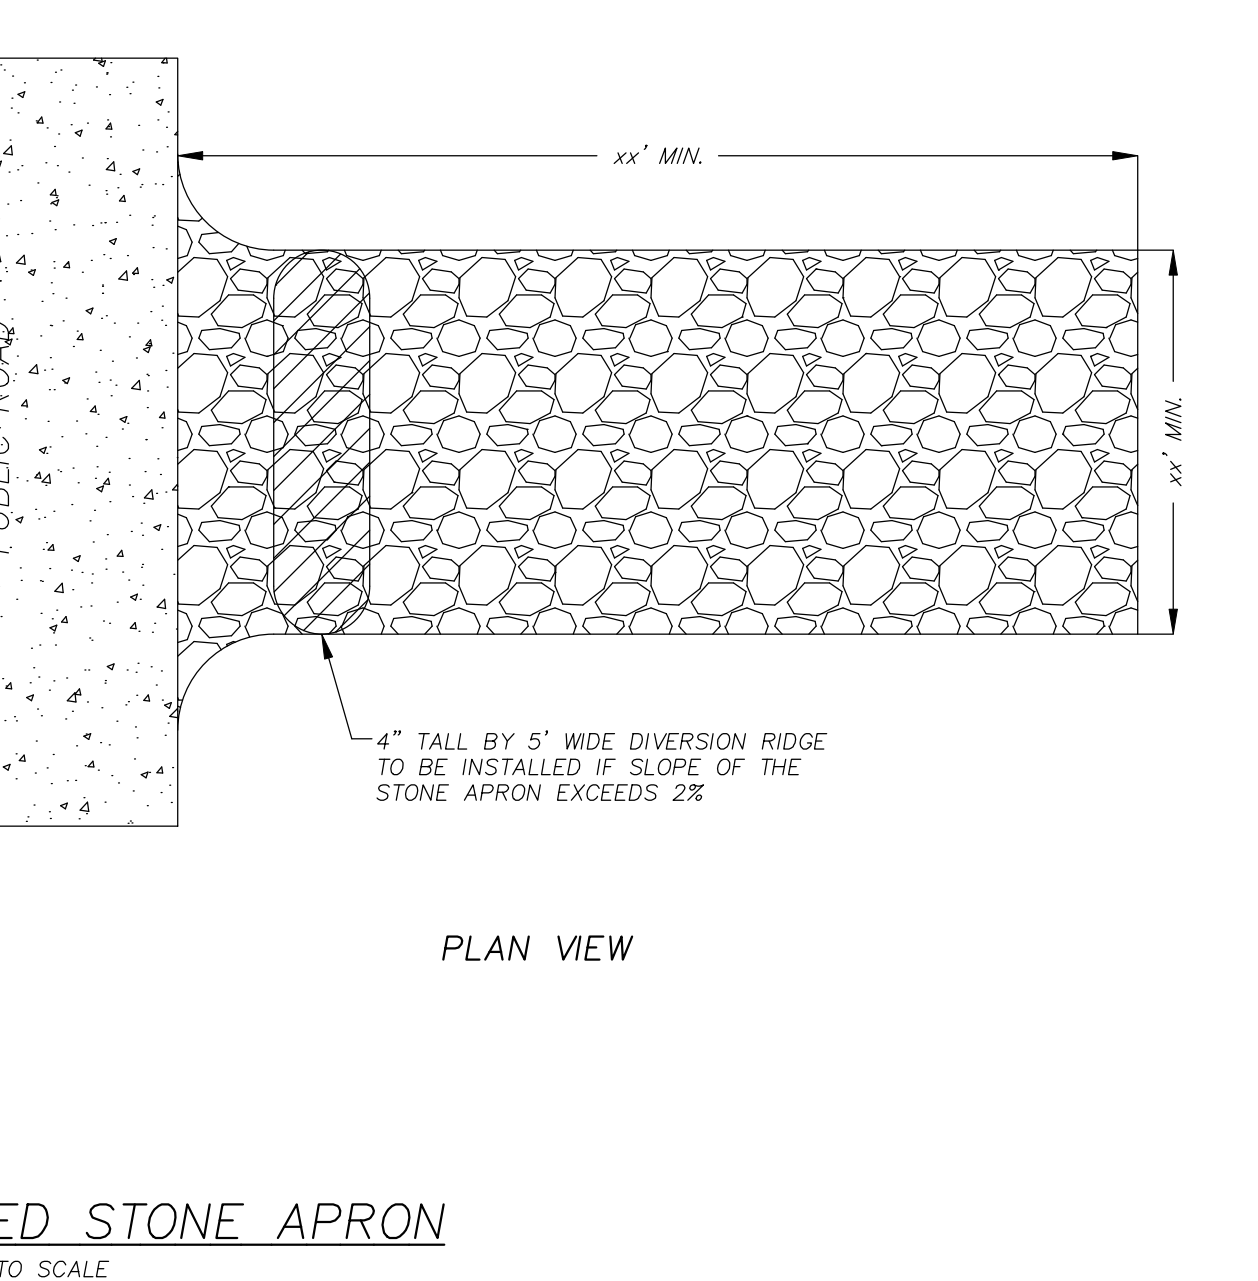 xx' MIN.
xx' MIN.
4" TALL BY 5' WIDE DIVERSION RIDGE
TO BE INSTALLED IF SLOPE OF THE
STONE APRON EXCEEDS 2%
PLAN VIEW
ED STONE APRON
TO SCALE